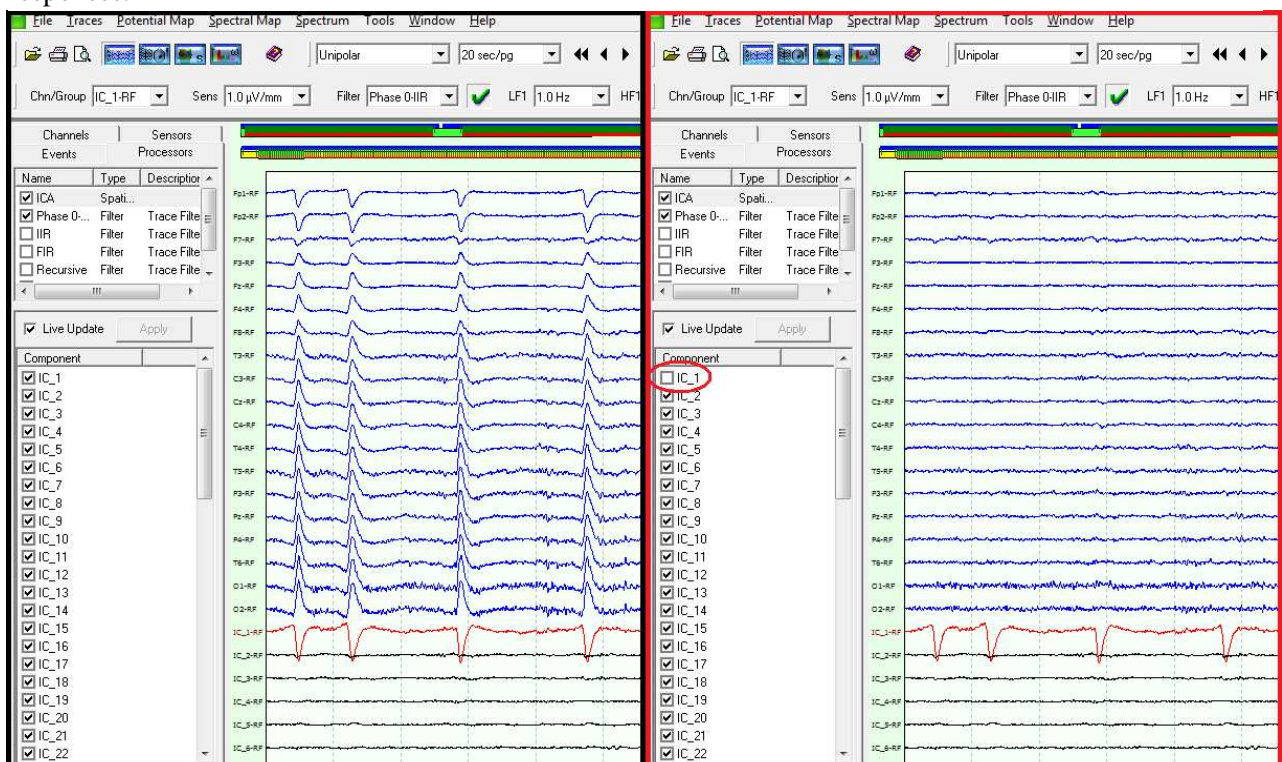 File Traces Potential Map Spectral Map Spectrum Tools Window Help
Unipolar 20 sec/pg
Chn/Group IC_1-RF Sens 1.0 µV/mm Filter Phase 0-IIR LF1 1.0 Hz HF1
Channels Sensors
Events Processors
Name Type Description
ICA Spati...
Phase 0-... Filter Trace Filte
IIR Filter Trace Filte
FIR Filter Trace Filte
Recursive Filter Trace Filte
Live Update Apply
Component
IC_1
IC_2
IC_3
IC_4
IC_5
IC_6
IC_7
IC_8
IC_9
IC_10
IC_11
IC_12
IC_13
IC_14
IC_15
IC_16
IC_17
IC_18
IC_19
IC_20
IC_21
IC_22
Fp1-RF
Fp2-RF
F7-RF
F3-RF
Fz-RF
F4-RF
F8-RF
T3-RF
C3-RF
Cz-RF
C4-RF
T4-RF
T5-RF
P3-RF
Pz-RF
P4-RF
T6-RF
O1-RF
O2-RF
IC_1-RF
IC_2-RF
IC_3-RF
IC_4-RF
IC_5-RF
IC_6-RF
File Traces Potential Map Spectral Map Spectrum Tools Window Help
Unipolar 20 sec/pg
Chn/Group IC_1-RF Sens 1.0 µV/mm Filter Phase 0-IIR LF1 1.0 Hz HF1
Channels Sensors
Events Processors
Name Type Description
ICA Spati...
Phase 0-... Filter Trace Filte
IIR Filter Trace Filte
FIR Filter Trace Filte
Recursive Filter Trace Filte
Live Update Apply
Component
IC_1
IC_2
IC_3
IC_4
IC_5
IC_6
IC_7
IC_8
IC_9
IC_10
IC_11
IC_12
IC_13
IC_14
IC_15
IC_16
IC_17
IC_18
IC_19
IC_20
IC_21
IC_22
Fp1-RF
Fp2-RF
F7-RF
F3-RF
Fz-RF
F4-RF
F8-RF
T3-RF
C3-RF
Cz-RF
C4-RF
T4-RF
T5-RF
P3-RF
Pz-RF
P4-RF
T6-RF
O1-RF
O2-RF
IC_1-RF
IC_2-RF
IC_3-RF
IC_4-RF
IC_5-RF
IC_6-RF